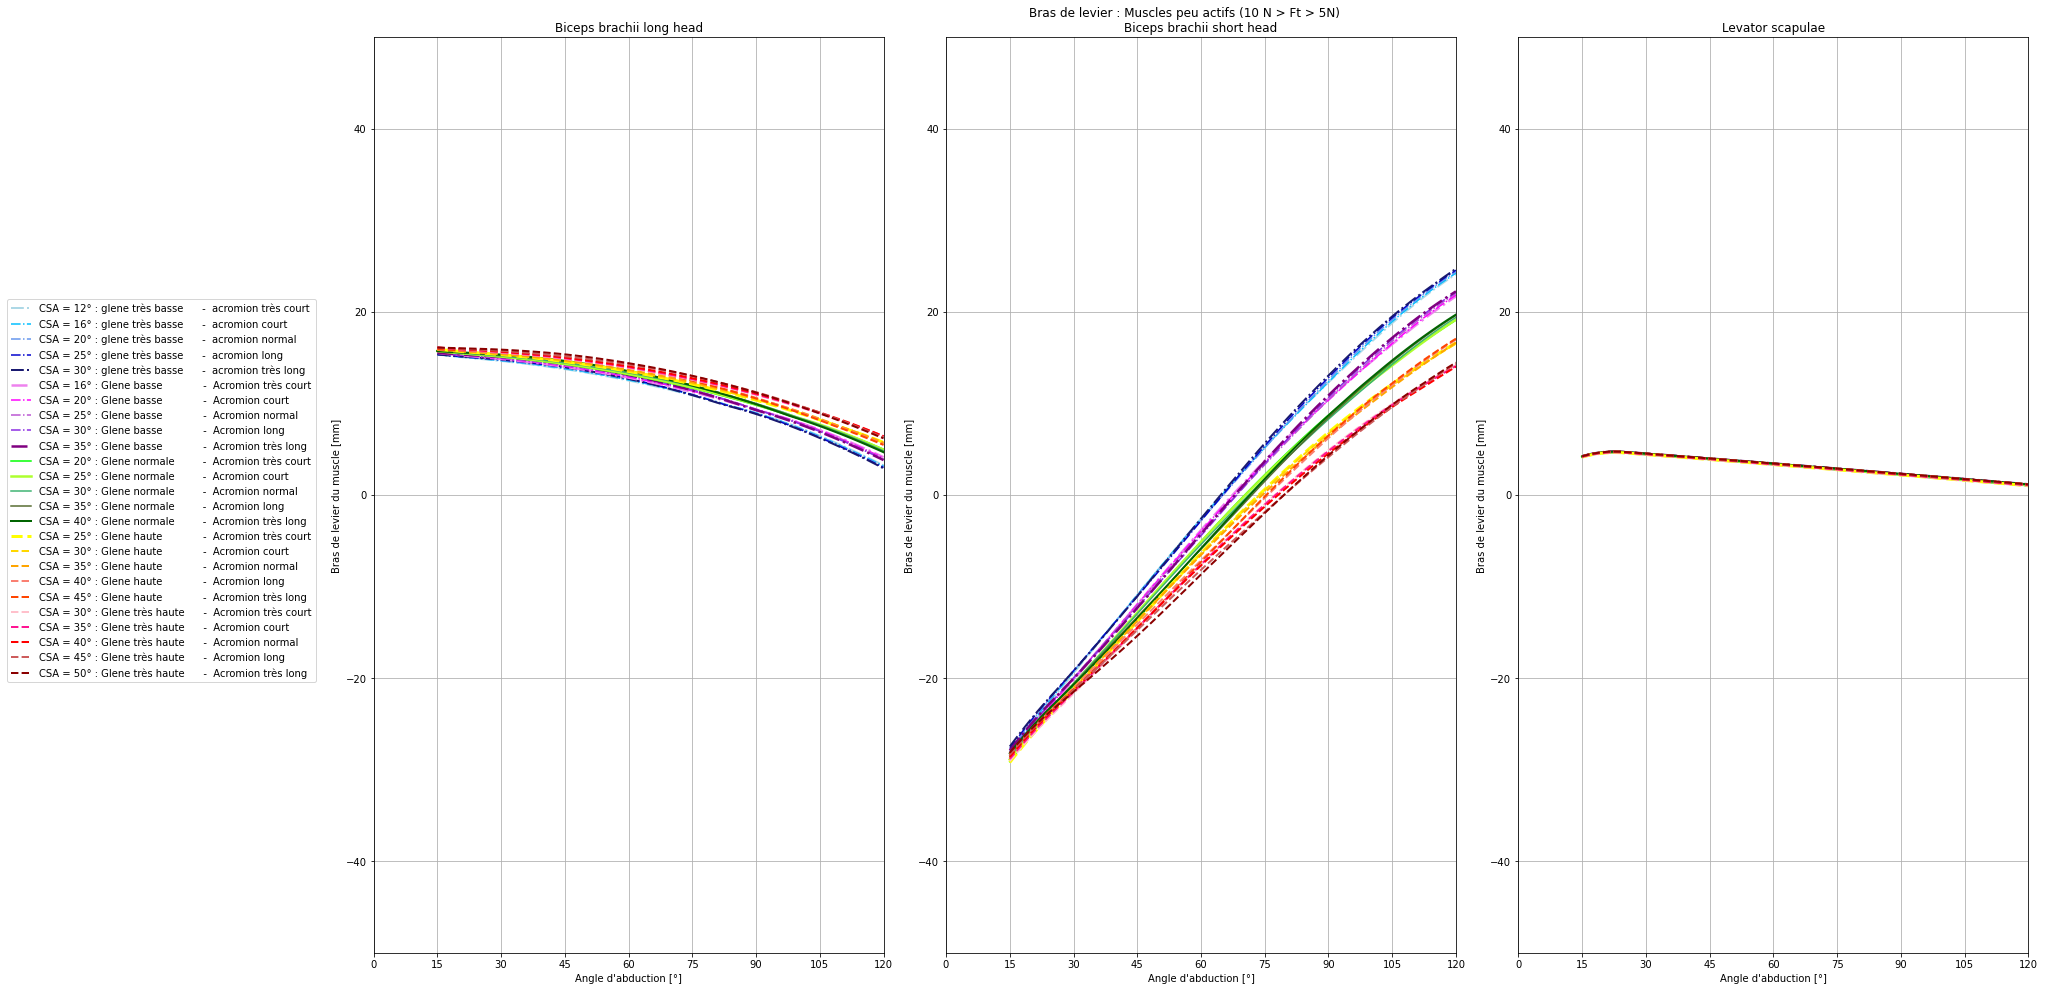 Bras de levier : Muscles peu actifs (10 N > Ft > 5N)
Biceps brachii long head
Biceps brachii short head
Levator scapulae
CSA = 12° : glene très basse - acromion très court
CSA = 16° : glene très basse - acromion court
CSA = 20° : glene très basse - acromion normal
CSA = 25° : glene très basse - acromion long
CSA = 30° : glene très basse - acromion très long
CSA = 16° : Glene basse - Acromion très court
CSA = 20° : Glene basse - Acromion court
CSA = 25° : Glene basse - Acromion normal
CSA = 30° : Glene basse - Acromion long
CSA = 35° : Glene basse - Acromion très long
CSA = 20° : Glene normale - Acromion très court
CSA = 25° : Glene normale - Acromion court
CSA = 30° : Glene normale - Acromion normal
CSA = 35° : Glene normale - Acromion long
CSA = 40° : Glene normale - Acromion très long
CSA = 25° : Glene haute - Acromion très court
CSA = 30° : Glene haute - Acromion court
CSA = 35° : Glene haute - Acromion normal
CSA = 40° : Glene haute - Acromion long
CSA = 45° : Glene haute - Acromion très long
CSA = 30° : Glene très haute - Acromion très court
CSA = 35° : Glene très haute - Acromion court
CSA = 40° : Glene très haute - Acromion normal
CSA = 45° : Glene très haute - Acromion long
CSA = 50° : Glene très haute - Acromion très long
Bras de levier du muscle [mm]
40
20
0
−20
−40
0 15 30 45 60 75 90 105 120
Angle d'abduction [°]
Bras de levier du muscle [mm]
40
20
0
−20
−40
0 15 30 45 60 75 90 105 120
Angle d'abduction [°]
Bras de levier du muscle [mm]
40
20
0
−20
−40
0 15 30 45 60 75 90 105 120
Angle d'abduction [°]